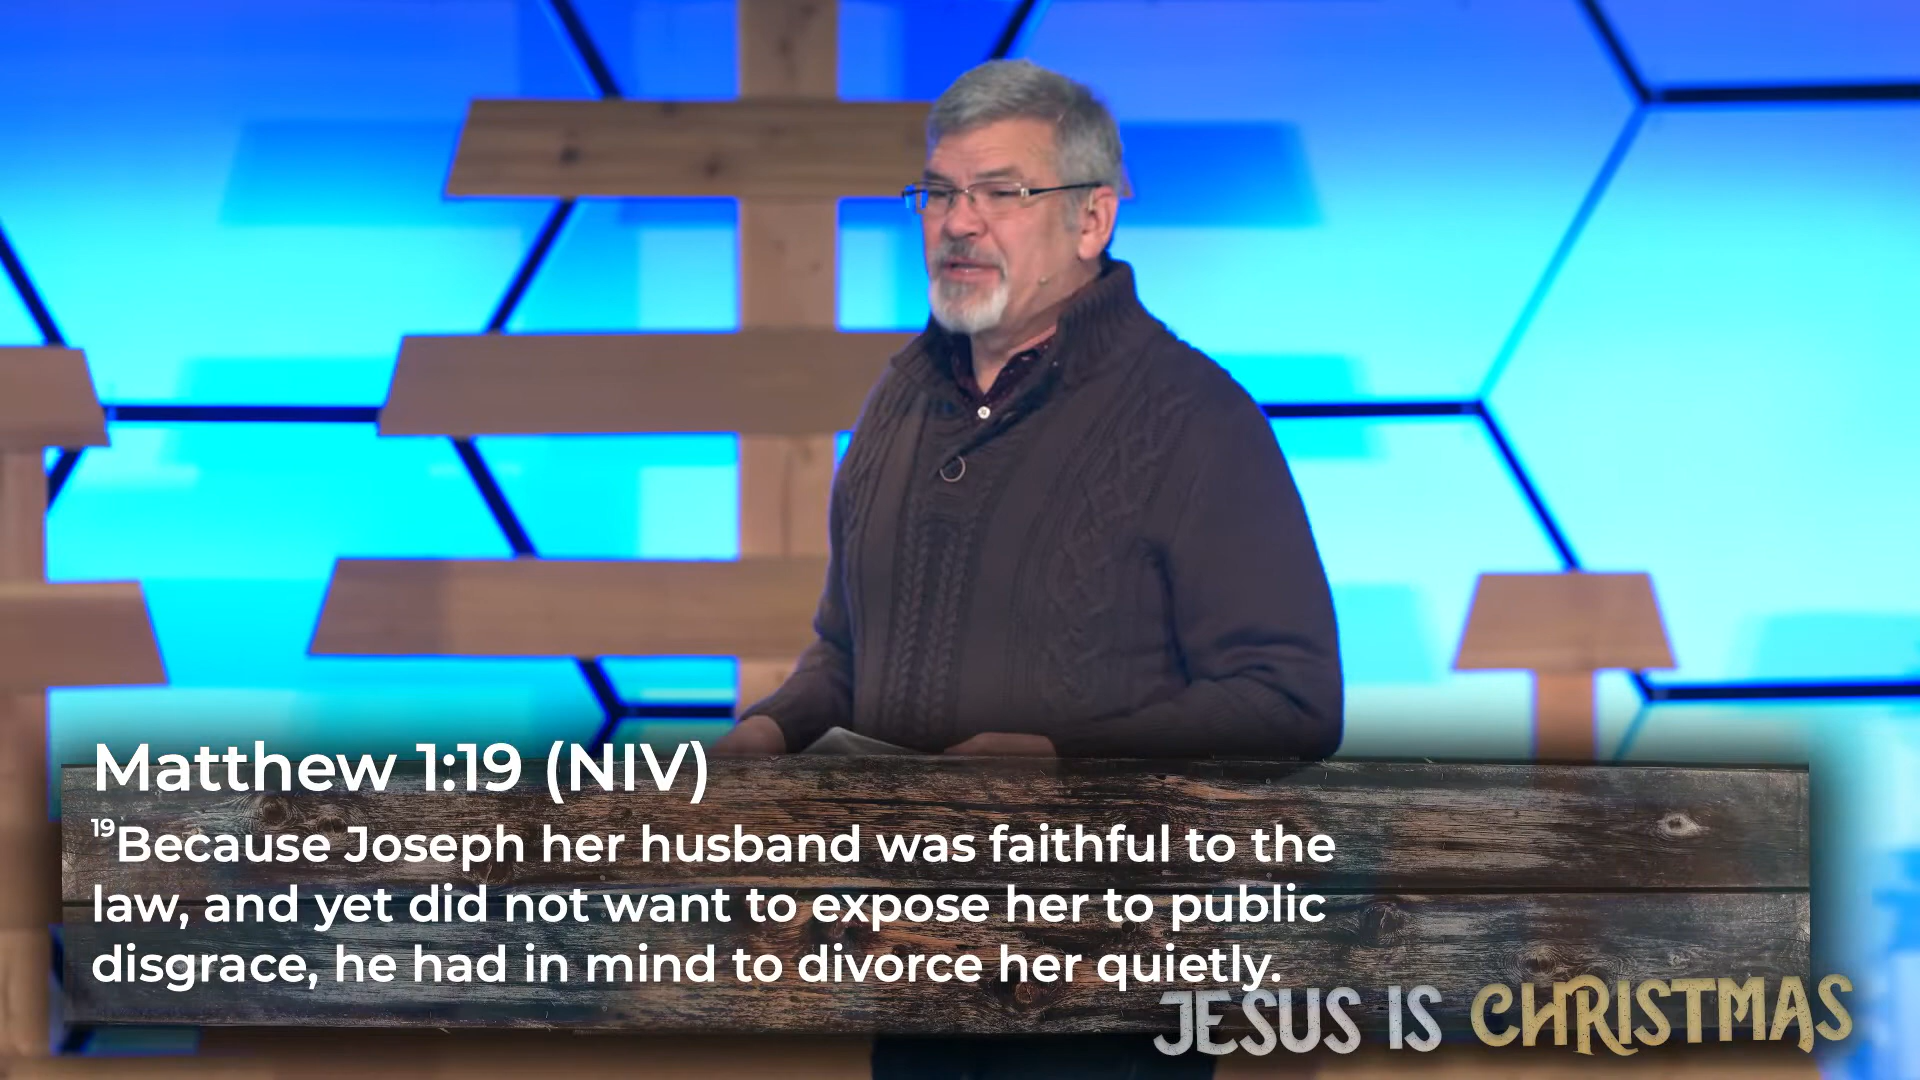 Matthew 1:19 (NIV)
¹⁹Because Joseph her husband was faithful to the
law, and yet did not want to expose her to public
disgrace, he had in mind to divorce her quietly.
JESUS IS CHRISTMAS